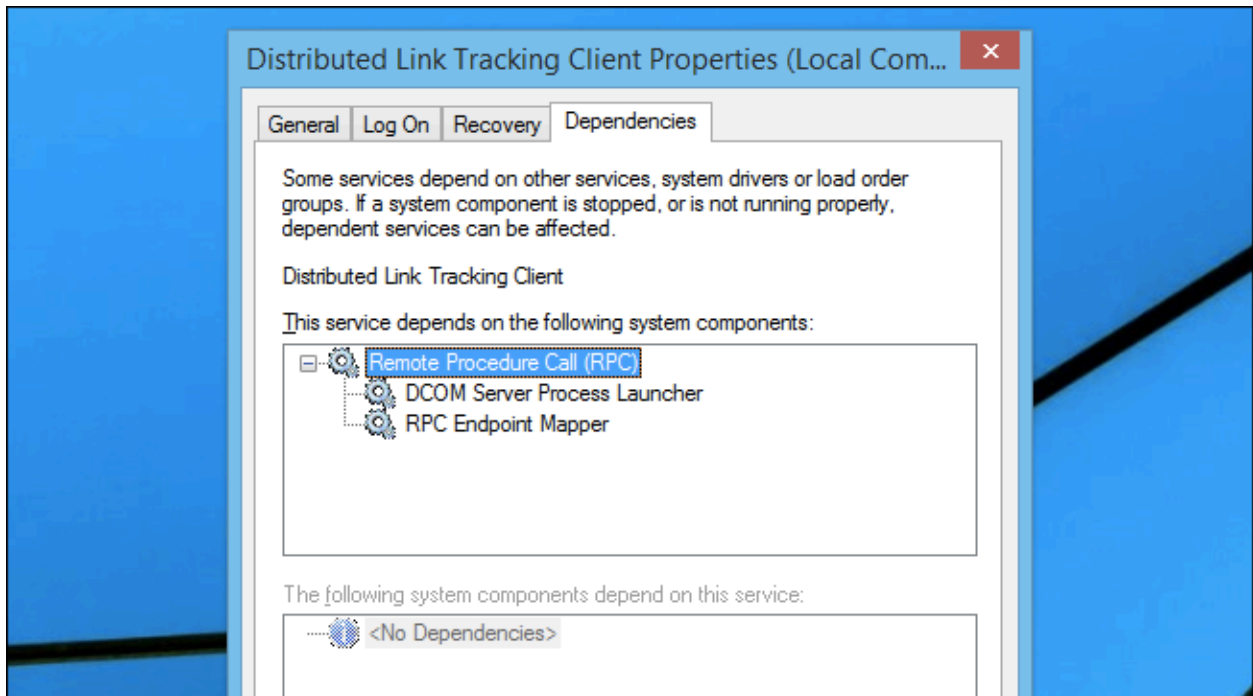 Distributed Link Tracking Client Properties (Local Com...
General Log On Recovery Dependencies
Some services depend on other services, system drivers or load order
groups. If a system component is stopped, or is not running properly,
dependent services can be affected.
Distributed Link Tracking Client
This service depends on the following system components:
Remote Procedure Call (RPC)
DCOM Server Process Launcher
RPC Endpoint Mapper
The following system components depend on this service:
<No Dependencies>